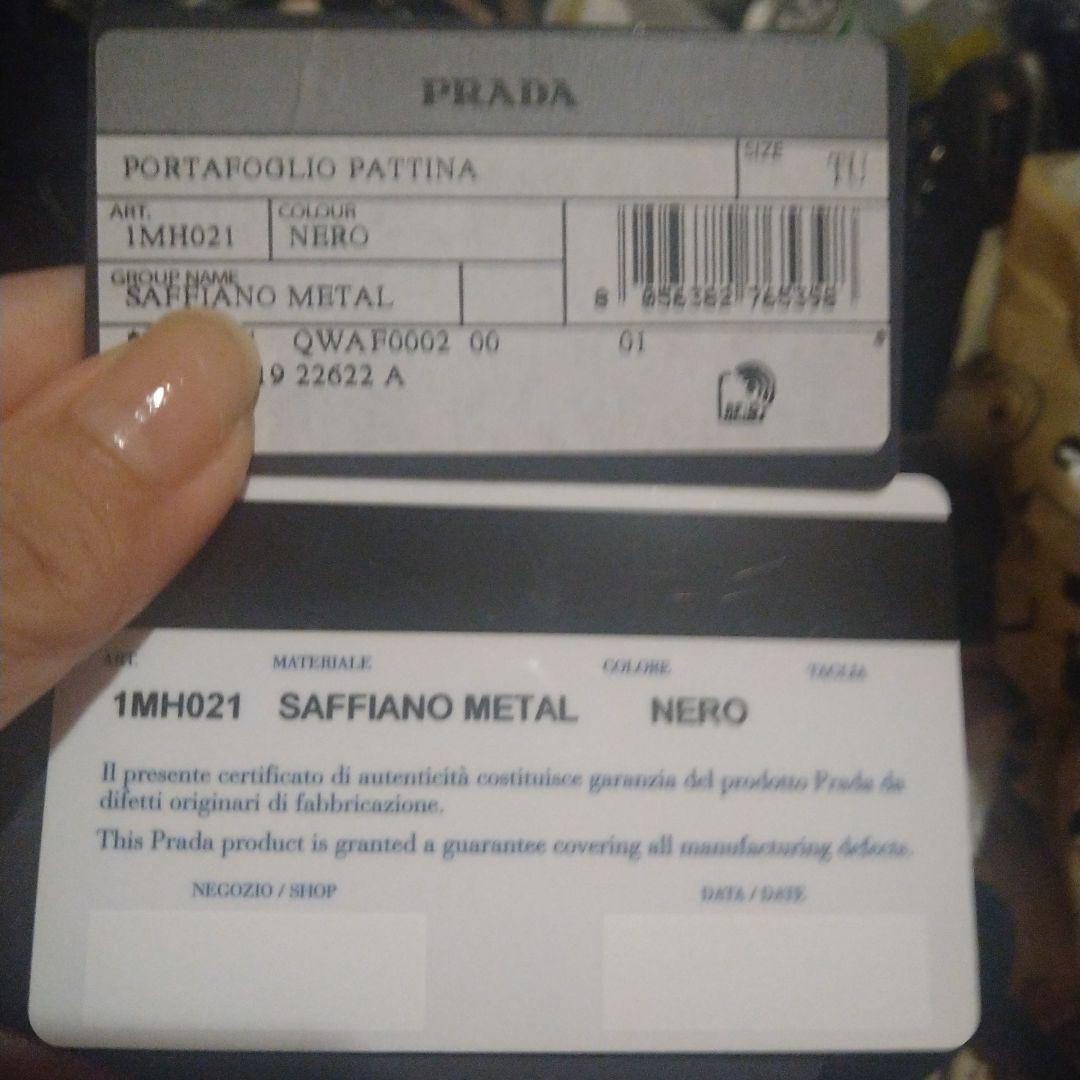 PRADA
PORTAFOGLIO PATTINA
SIZE
TU
ART.
1MH021
COLOUR
NERO
GROUP NAME
SAFFIANO METAL
QWAF0002 00 01
19 22622 A
ART. MATERIALE COLORE TAGLIA
1MH021 SAFFIANO METAL NERO
Il presente certificato di autenticità costituisce garanzia del prodotto Prada da
difetti originari di fabbricazione.
This Prada product is granted a guarantee covering all manufacturing defects.
NEGOZIO / SHOP DATA / DATE